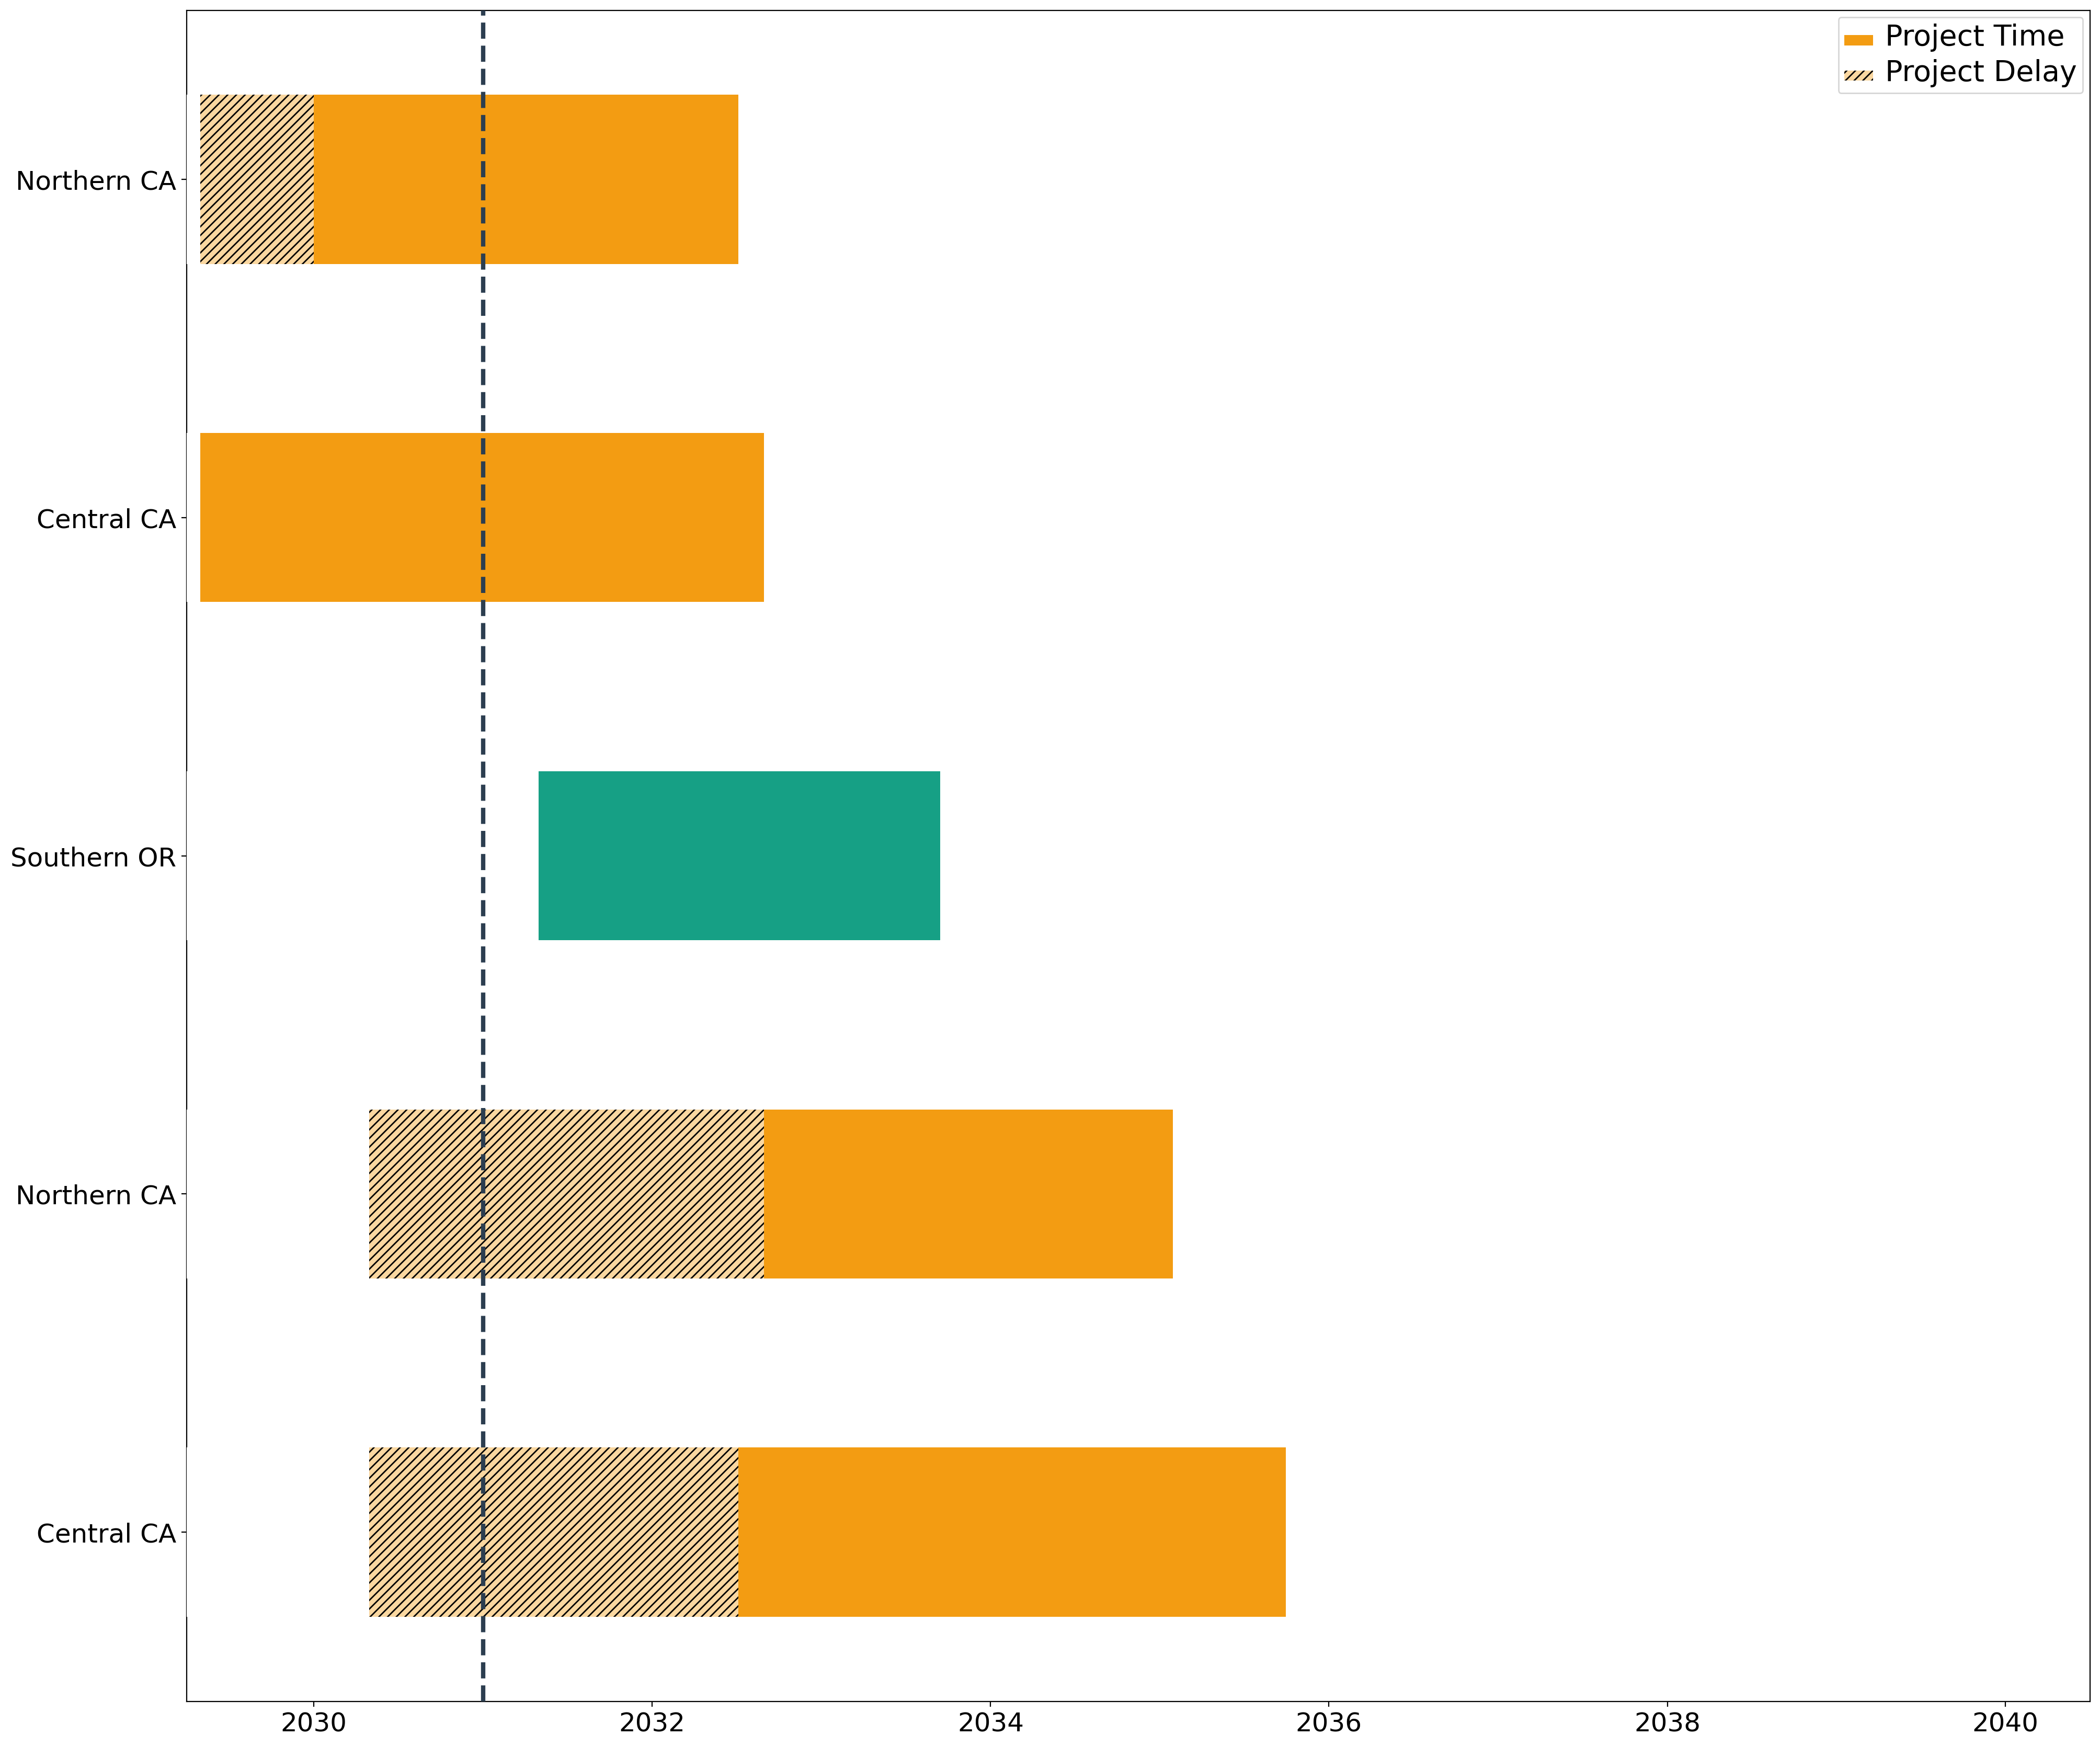 Project Time
Project Delay
Northern CA
Central CA
Southern OR
Northern CA
Central CA
2030 2032 2034 2036 2038 2040